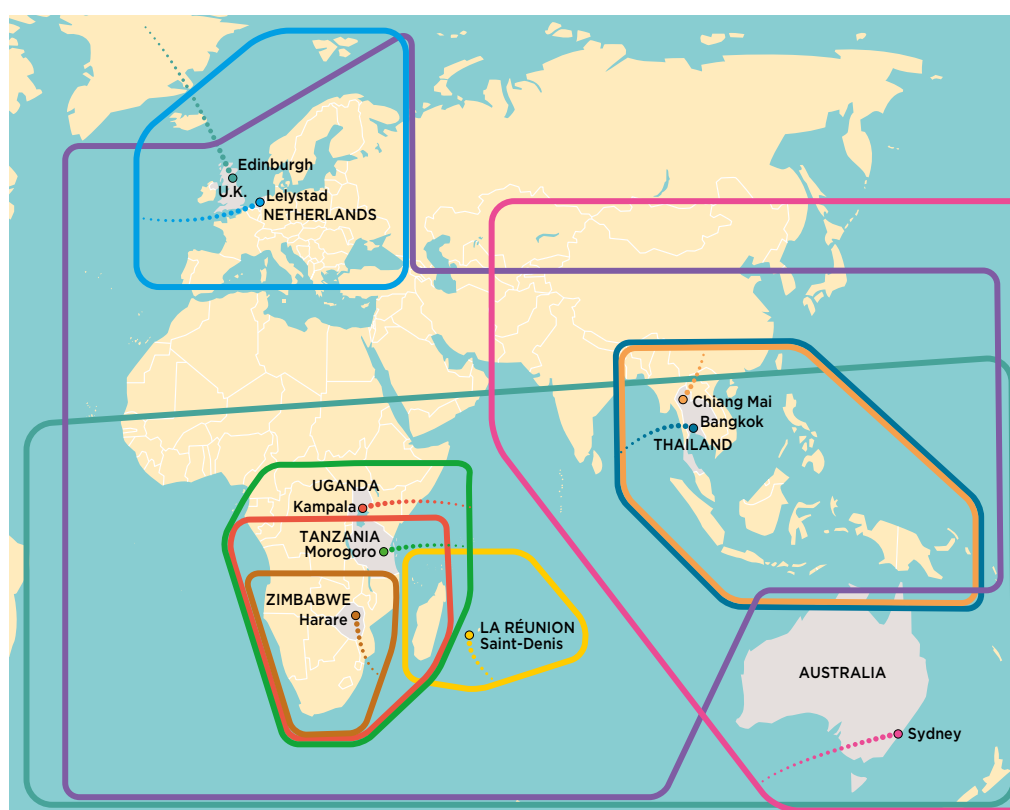 Edinburgh
U.K.
Lelystad
NETHERLANDS
Chiang Mai
Bangkok
THAILAND
UGANDA
Kampala
TANZANIA
Morogoro
ZIMBABWE
Harare
LA RÉUNION
Saint-Denis
AUSTRALIA
Sydney